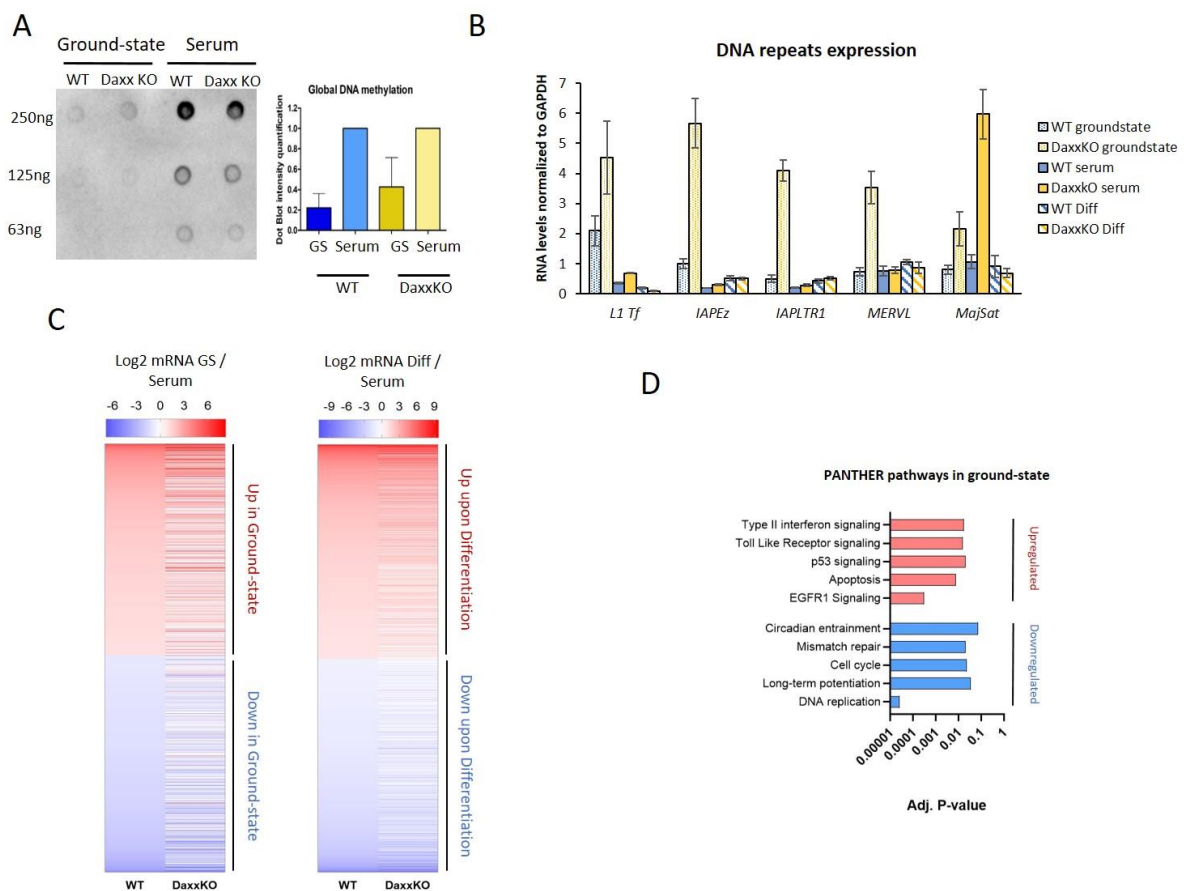 A
Ground-state Serum
WT Daxx KO WT Daxx KO
250ng
125ng
63ng
Global DNA methylation
Dot Blot intensity quantification
1.2
1.0
0.8
0.6
0.4
0.2
0.0
GS Serum GS Serum
WT DaxxKO
B
DNA repeats expression
RNA levels normalized to GAPDH
7
6
5
4
3
2
1
0
L1 Tf IAPEz IAPLTR1 MERVL MajSat
WT groundstate
DaxxKO groundstate
WT serum
DaxxKO serum
WT Diff
DaxxKO Diff
C
Log2 mRNA GS /
Serum
-6 -3 0 3 6
Up in Ground-state
Down in Ground-state
WT DaxxKO
Log2 mRNA Diff /
Serum
-9 -6 -3 0 3 6 9
Up upon Differentiation
Down upon Differentiation
WT DaxxKO
D
PANTHER pathways in ground-state
Type II interferon signaling
Toll Like Receptor signaling
p53 signaling
Apoptosis
EGFR1 Signaling
Upregulated
Circadian entrainment
Mismatch repair
Cell cycle
Long-term potentiation
DNA replication
Downregulated
0.00001 0.0001 0.001 0.01 0.1 1
Adj. P-value